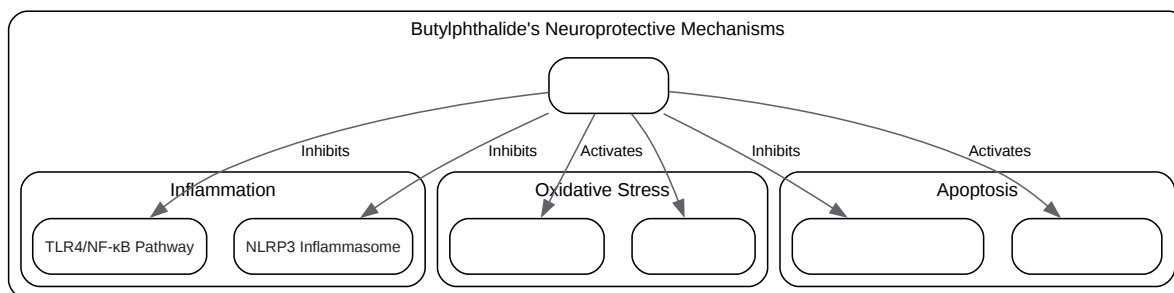 Butylphthalide's Neuroprotective Mechanisms
Inhibits
Inhibits
Activates
Inhibits
Activates
Inflammation
Oxidative Stress
Apoptosis
TLR4/NF-κB Pathway
NLRP3 Inflammasome